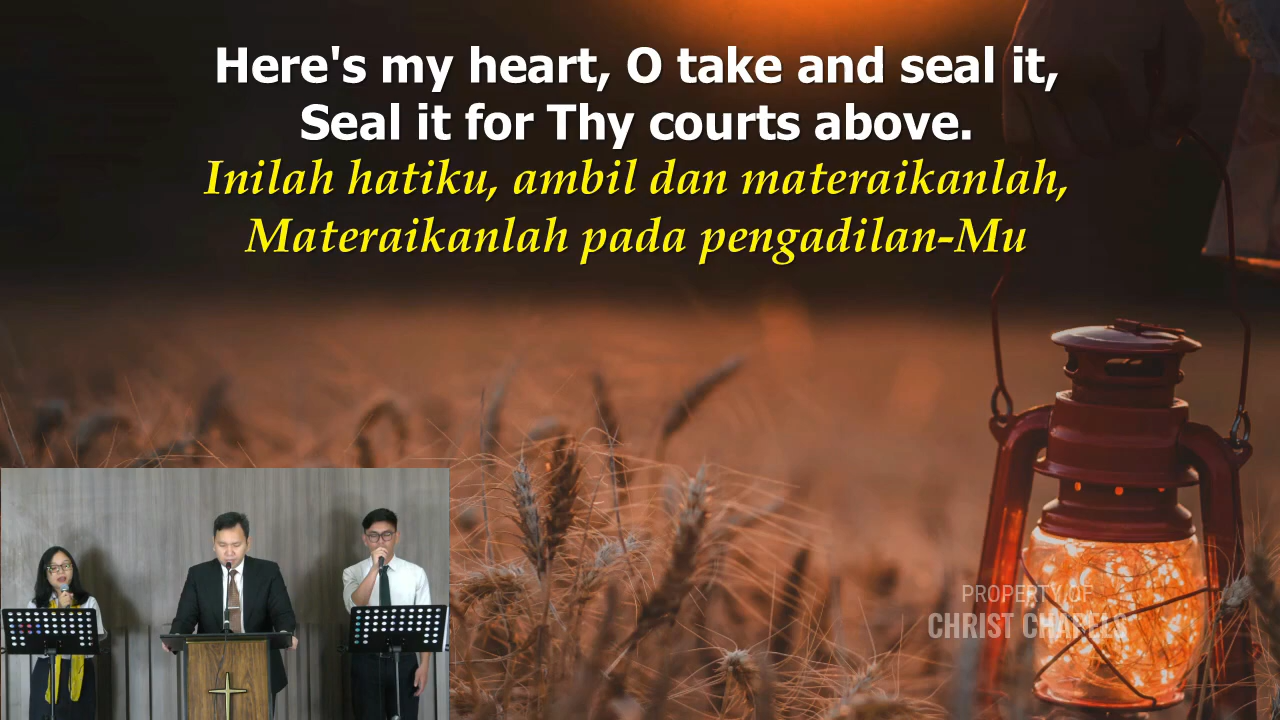 Here's my heart, O take and seal it,
Seal it for Thy courts above.
Inilah hatiku, ambil dan materaikanlah,
Materaikanlah pada pengadilan-Mu
PROPERTY OF
CHRIST CHAPELS